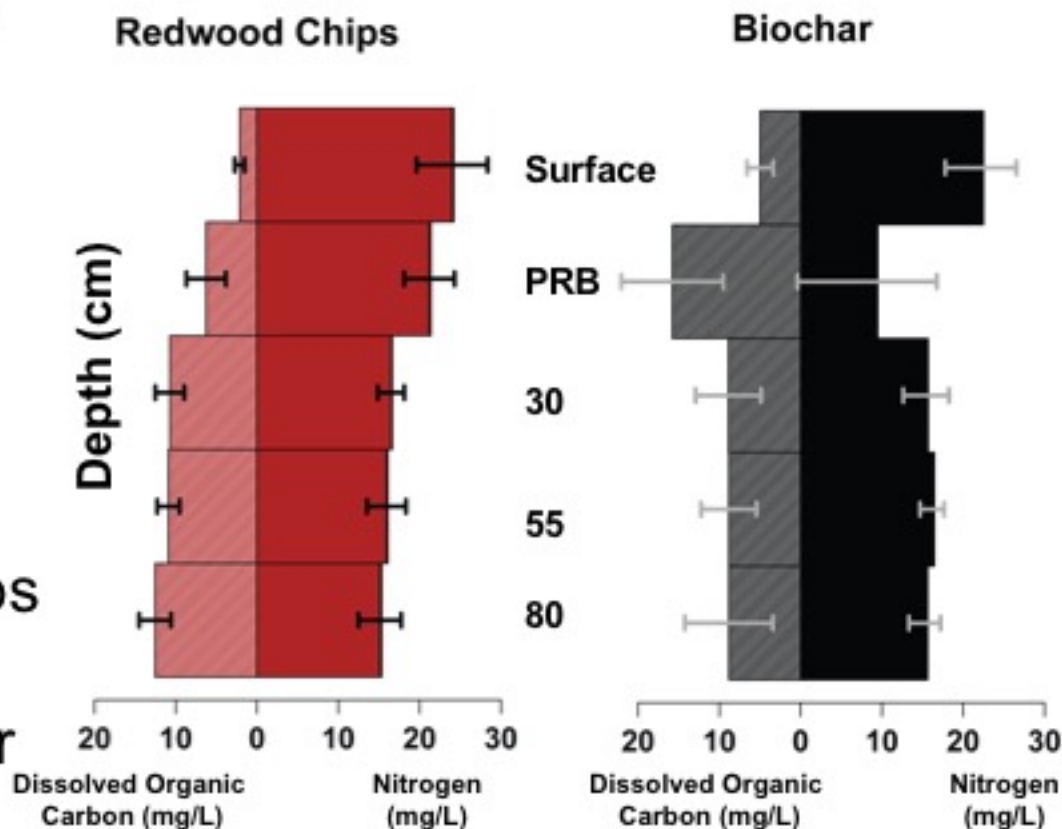 Redwood Chips
Biochar
Depth (cm)
Surface
PRB
30
55
80
20 10 0 10 20 30
Dissolved Organic
Carbon (mg/L)
Nitrogen
(mg/L)
20 10 0 10 20 30
Dissolved Organic
Carbon (mg/L)
Nitrogen
(mg/L)